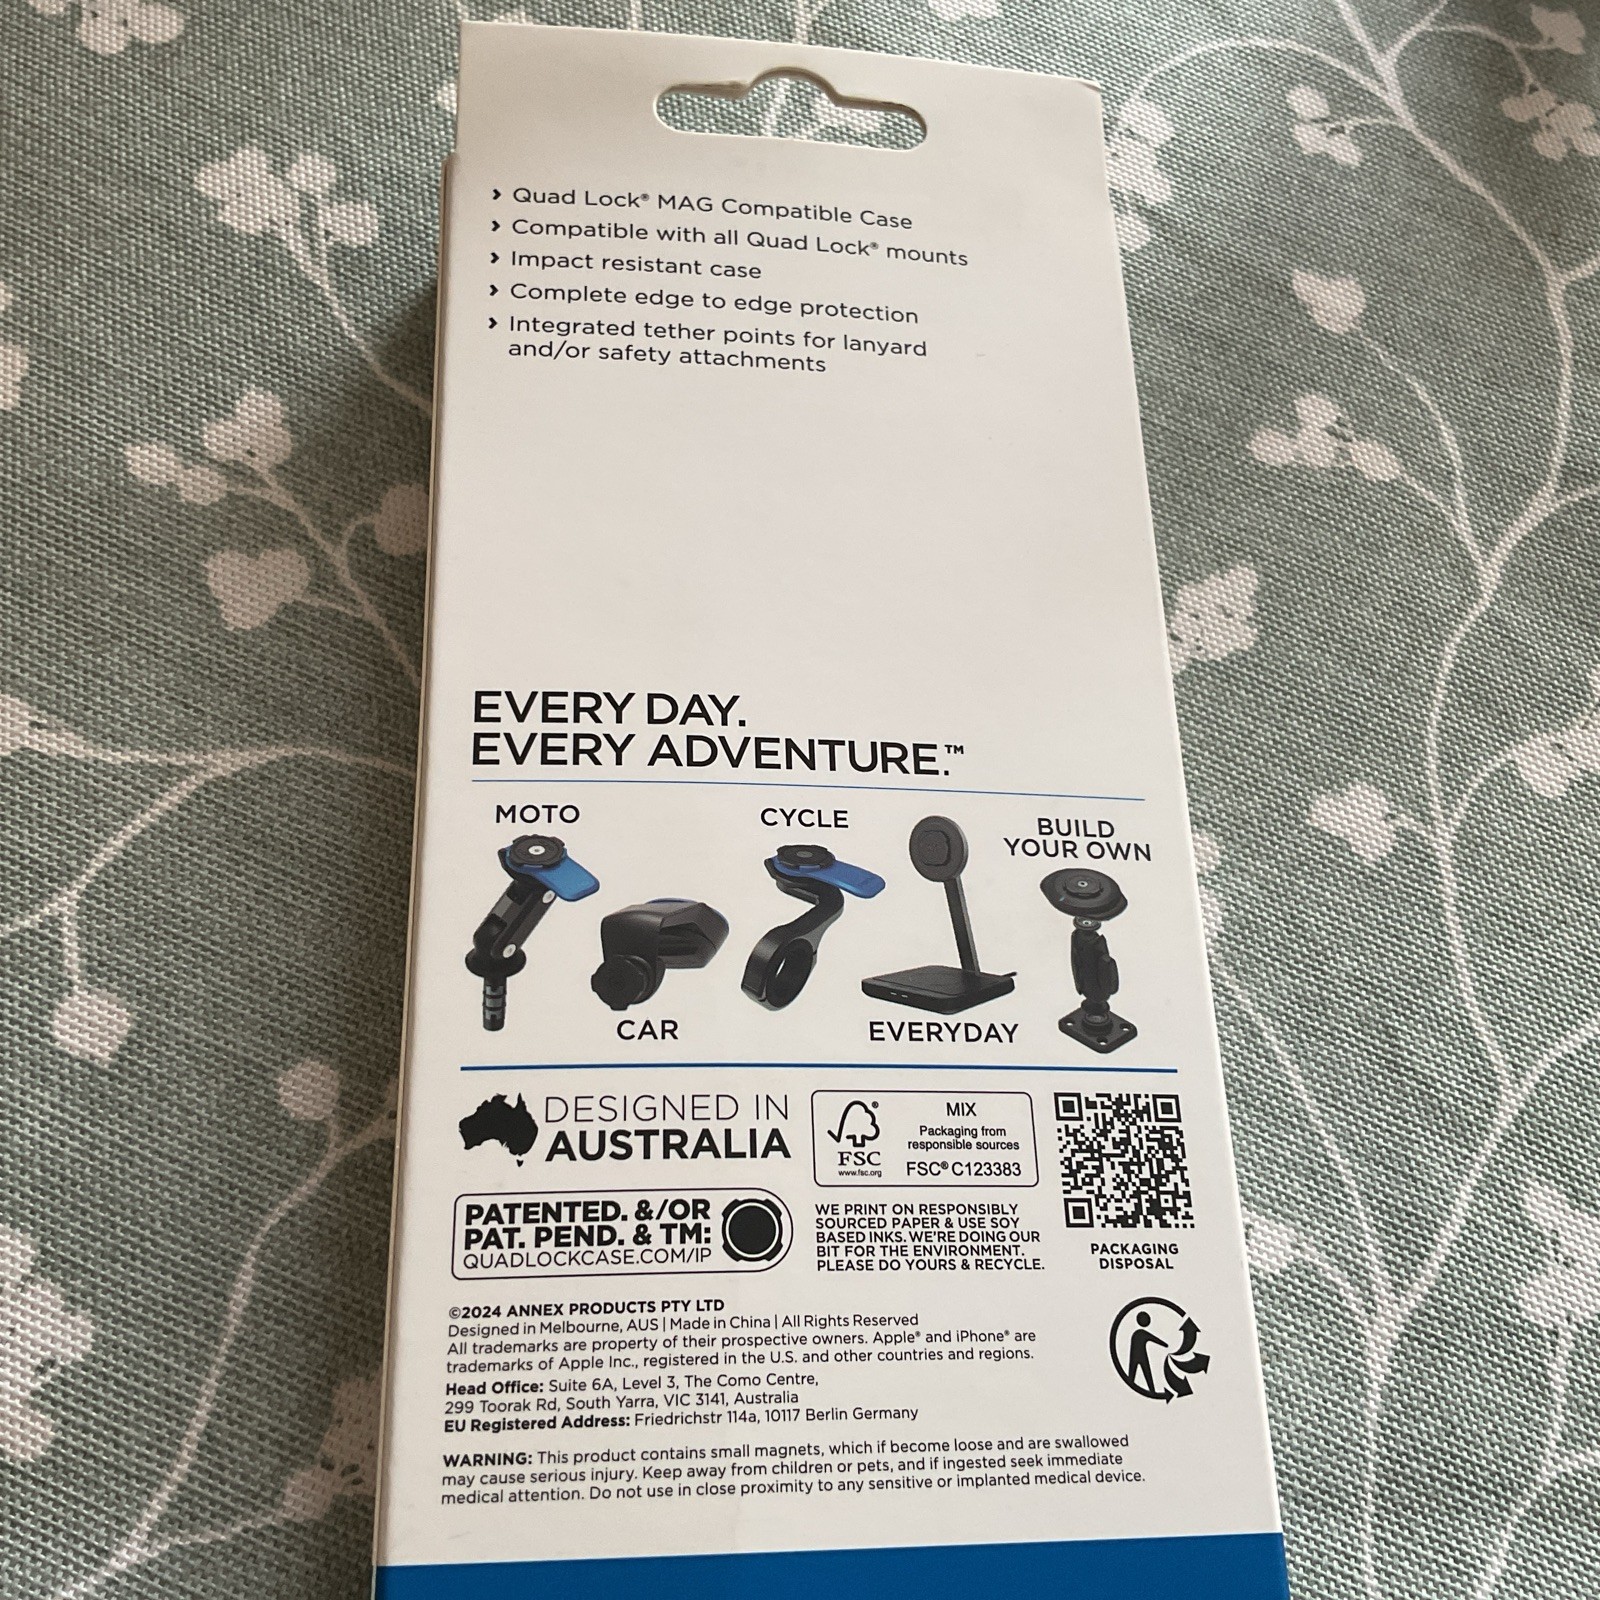 › Quad Lock® MAG Compatible Case
› Compatible with all Quad Lock® mounts
› Impact resistant case
› Complete edge to edge protection
› Integrated tether points for lanyard
and/or safety attachments
EVERY DAY.
EVERY ADVENTURE.™
MOTO
CAR
CYCLE
EVERYDAY
BUILD
YOUR OWN
DESIGNED IN
AUSTRALIA
PATENTED. &/OR
PAT. PEND. & TM:
QUADLOCKCASE.COM/IP
FSC
www.fsc.org
MIX
Packaging from
responsible sources
FSC® C123383
WE PRINT ON RESPONSIBLY
SOURCED PAPER & USE SOY
BASED INKS. WE'RE DOING OUR
BIT FOR THE ENVIRONMENT.
PLEASE DO YOURS & RECYCLE.
PACKAGING
DISPOSAL
©2024 ANNEX PRODUCTS PTY LTD
Designed in Melbourne, AUS | Made in China | All Rights Reserved
All trademarks are property of their prospective owners. Apple® and iPhone® are
trademarks of Apple Inc., registered in the U.S. and other countries and regions.
Head Office: Suite 6A, Level 3, The Como Centre,
299 Toorak Rd, South Yarra, VIC 3141, Australia
EU Registered Address: Friedrichstr 114a, 10117 Berlin Germany
WARNING: This product contains small magnets, which if become loose and are swallowed
may cause serious injury. Keep away from children or pets, and if ingested seek immediate
medical attention. Do not use in close proximity to any sensitive or implanted medical device.